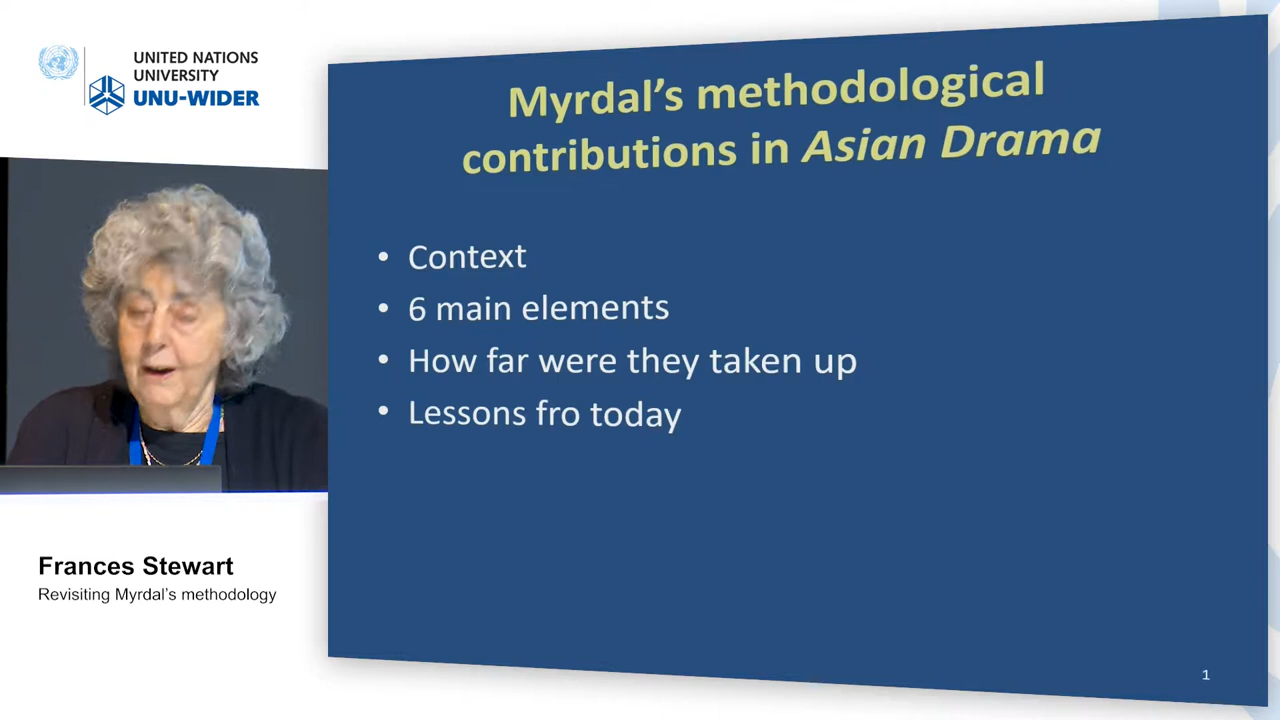 UNITED NATIONS
UNIVERSITY
UNU-WIDER
Myrdal’s methodological
contributions in Asian Drama
• Context
• 6 main elements
• How far were they taken up
• Lessons fro today
Frances Stewart
Revisiting Myrdal’s methodology
1